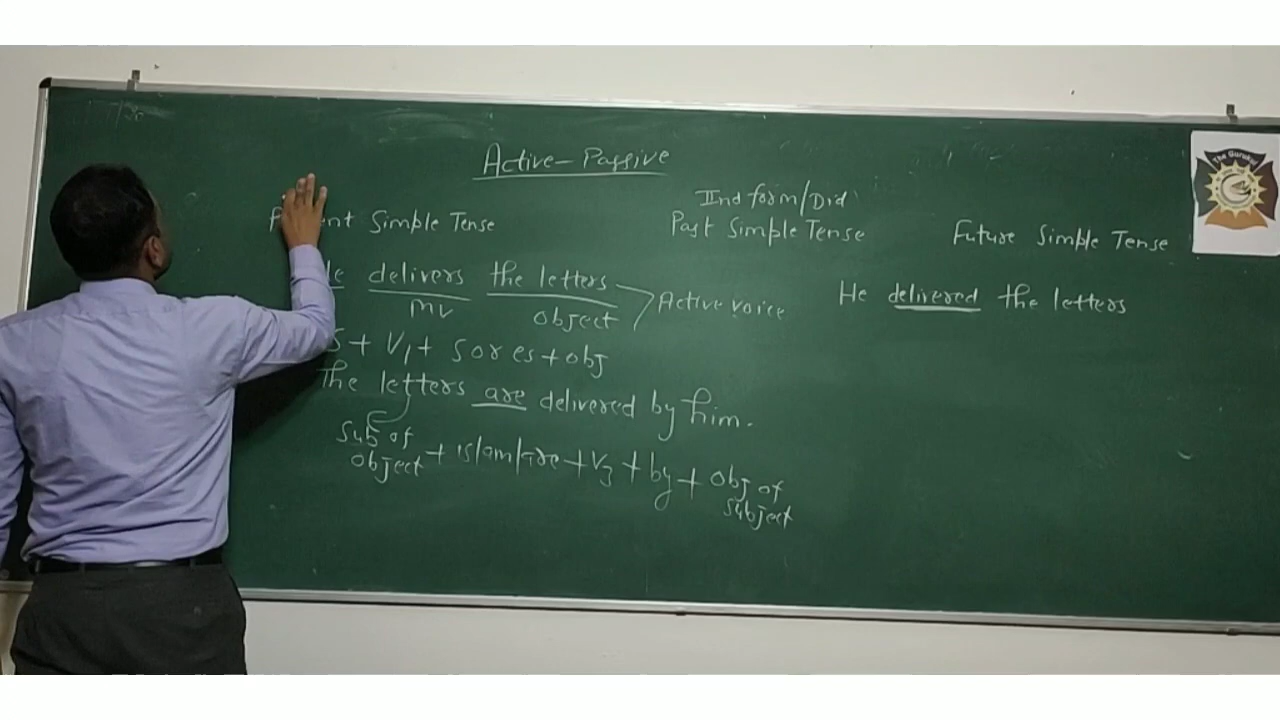 Active-Passive
IInd form/Did
Simple Tense
Past Simple Tense
Future Simple Tense
delivers the letters
mv object
Active voice
He delivered the letters
S+ V1+ s or es+obj
The letters are delivered by him.
Sub of object + is/am/are +V3 + by + Obj of subject
The Gurukul